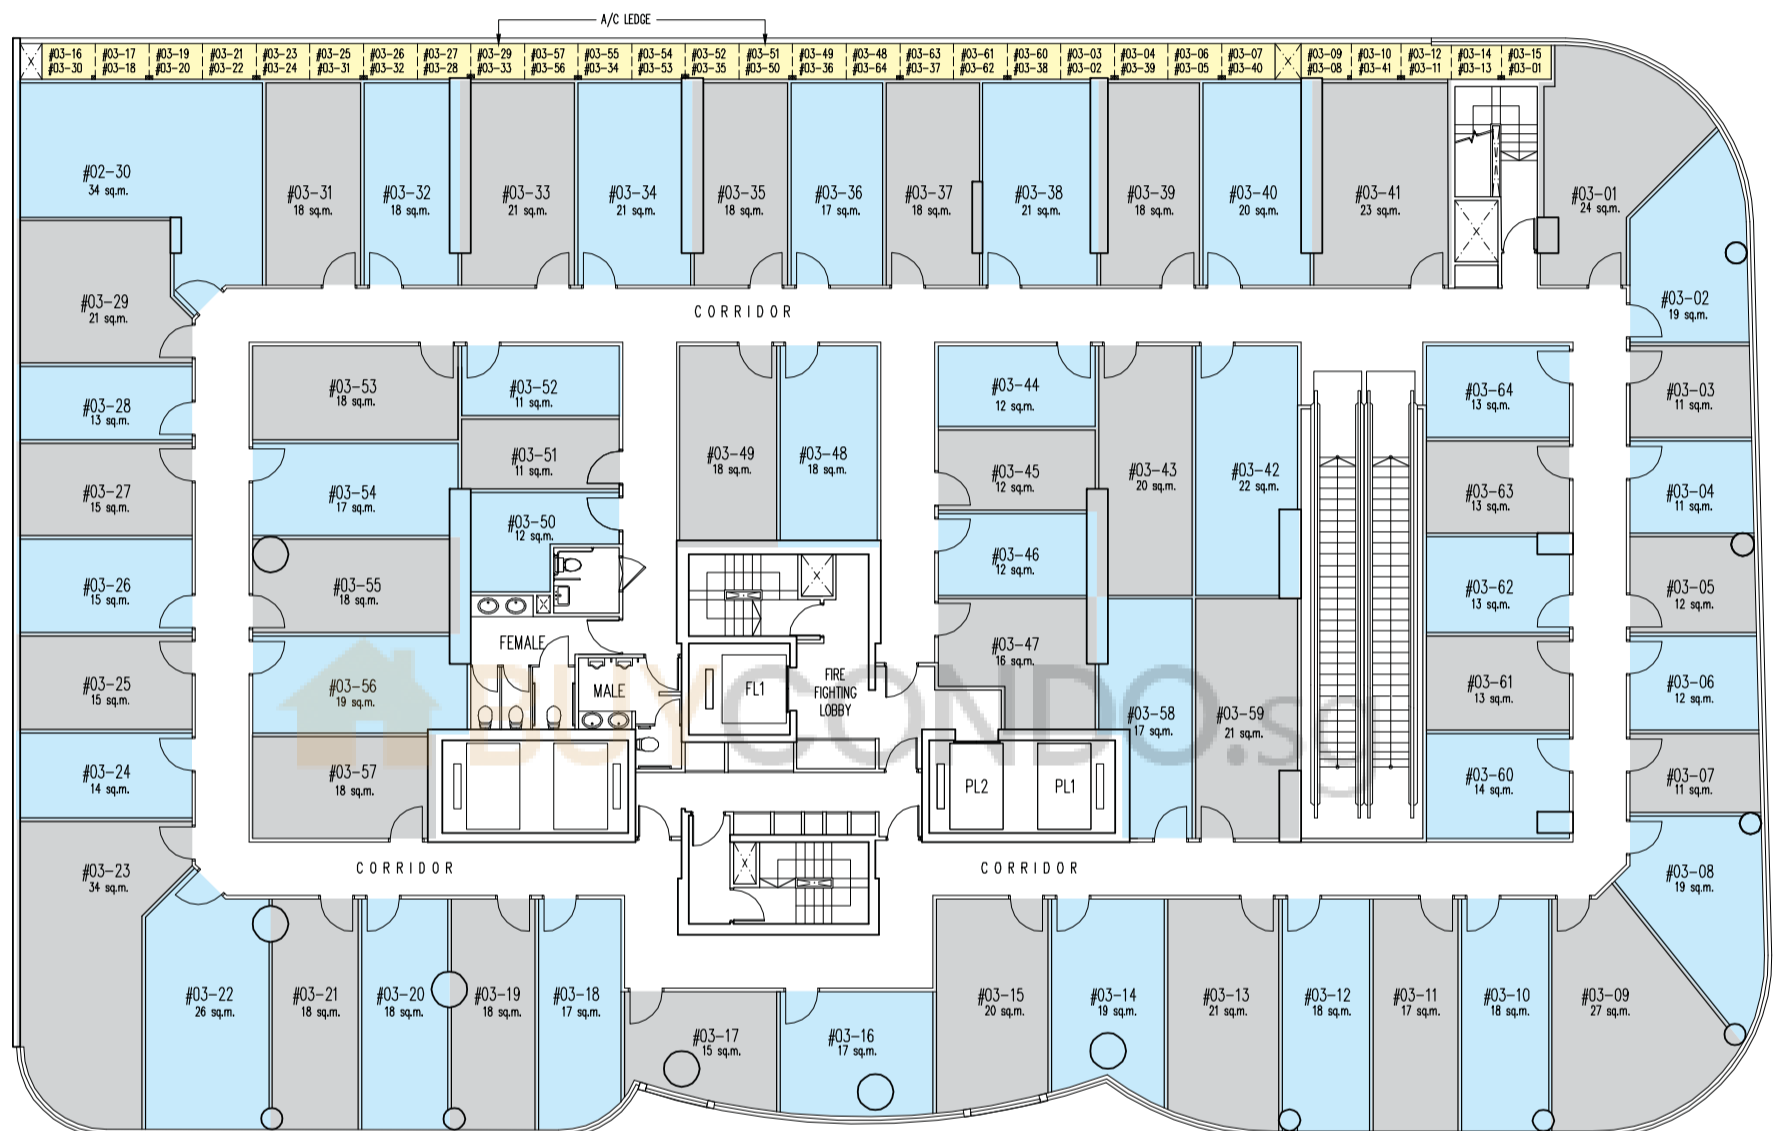 A/C LEDGE
#03-16 #03-17 #03-19 #03-21 #03-23 #03-25 #03-26 #03-27 #03-29 #03-57 #03-55 #03-54 #03-52 #03-51 #03-49 #03-48 #03-63 #03-61 #03-60 #03-03 #03-04 #03-06 #03-07 #03-09 #03-10 #03-12 #03-14 #03-15
#03-30 #03-18 #03-20 #03-22 #03-24 #03-31 #03-32 #03-28 #03-33 #03-56 #03-34 #03-53 #03-35 #03-50 #03-36 #03-64 #03-37 #03-62 #03-38 #03-02 #03-39 #03-05 #03-40 #03-08 #03-41 #03-11 #03-13 #03-01
#02-30
34 sq.m.
#03-31
18 sq.m.
#03-32
18 sq.m.
#03-33
21 sq.m.
#03-34
21 sq.m.
#03-35
18 sq.m.
#03-36
17 sq.m.
#03-37
18 sq.m.
#03-38
21 sq.m.
#03-39
18 sq.m.
#03-40
20 sq.m.
#03-41
23 sq.m.
#03-01
24 sq.m.
#03-29
21 sq.m.
CORRIDOR
#03-02
19 sq.m.
#03-28
13 sq.m.
#03-53
18 sq.m.
#03-52
11 sq.m.
#03-44
12 sq.m.
#03-64
13 sq.m.
#03-03
11 sq.m.
#03-51
11 sq.m.
#03-49
18 sq.m.
#03-48
18 sq.m.
#03-45
12 sq.m.
#03-43
20 sq.m.
#03-42
22 sq.m.
#03-27
15 sq.m.
#03-54
17 sq.m.
#03-50
12 sq.m.
#03-63
13 sq.m.
#03-04
11 sq.m.
#03-46
12 sq.m.
#03-26
15 sq.m.
#03-55
18 sq.m.
#03-62
13 sq.m.
#03-05
12 sq.m.
FEMALE
#03-47
16 sq.m.
#03-25
15 sq.m.
#03-56
19 sq.m.
MALE
FL1
FIRE
FIGHTING
LOBBY
#03-61
13 sq.m.
#03-06
12 sq.m.
BUYCONDO.sg
#03-58
17 sq.m.
#03-59
21 sq.m.
#03-24
14 sq.m.
#03-57
18 sq.m.
PL2
PL1
#03-60
14 sq.m.
#03-07
11 sq.m.
#03-23
34 sq.m.
CORRIDOR
CORRIDOR
#03-08
19 sq.m.
#03-22
26 sq.m.
#03-21
18 sq.m.
#03-20
18 sq.m.
#03-19
18 sq.m.
#03-18
17 sq.m.
#03-17
15 sq.m.
#03-16
17 sq.m.
#03-15
20 sq.m.
#03-14
19 sq.m.
#03-13
21 sq.m.
#03-12
18 sq.m.
#03-11
17 sq.m.
#03-10
18 sq.m.
#03-09
27 sq.m.